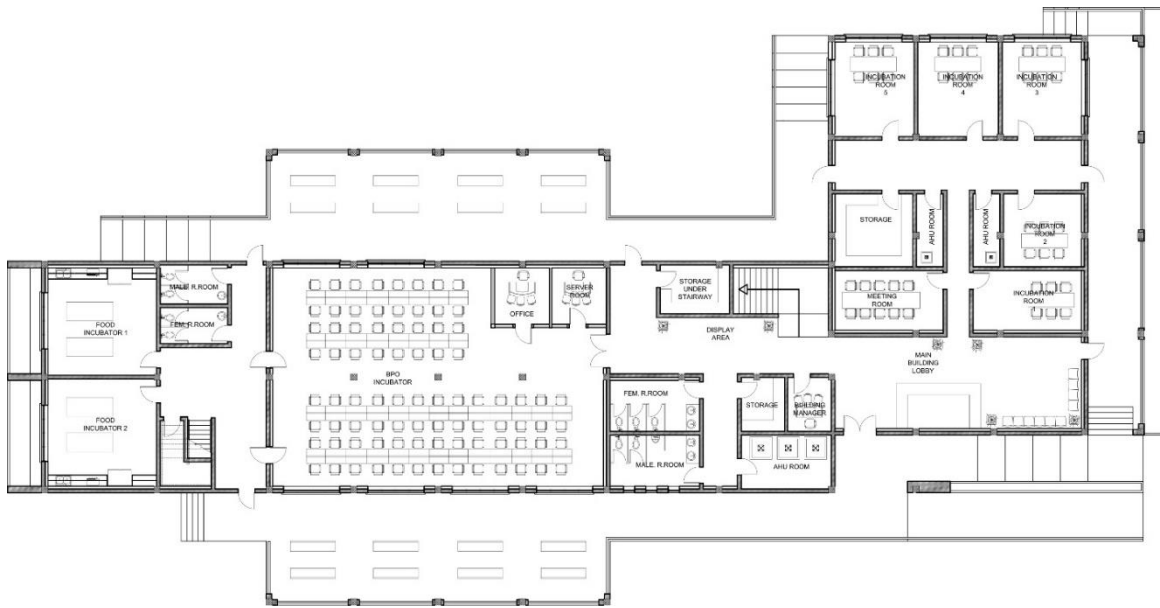 INCUBATION
ROOM
5
INCUBATION
ROOM
4
INCUBATION
ROOM
3
STORAGE
AHU ROOM
AHU ROOM
INCUBATION
ROOM
2
MALE. R.ROOM
FEM. R.ROOM
FOOD
INCUBATOR 1
OFFICE
SERVER
ROOM
STORAGE
UNDER
STAIRWAY
MEETING
ROOM
INCUBATION
ROOM
1
DISPLAY
AREA
MAIN
BUILDING
LOBBY
BPO
INCUBATOR
FOOD
INCUBATOR 2
FEM. R.ROOM
STORAGE
BUILDING
MANAGER
MALE. R.ROOM
AHU ROOM